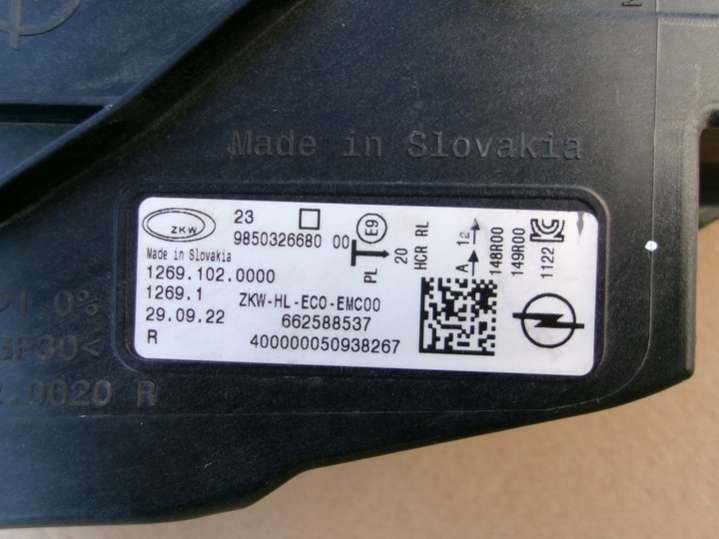 Made in Slovakia
ZKW
23
9850326680 00
E9
Made in Slovakia
1269.102.0000
1269.1
ZKW-HL-ECO-EMC00
29.09.22
662588537
R
400000050938267
PL
20
HCR RL
A
12
148R00
149R00
1122
.0%
R